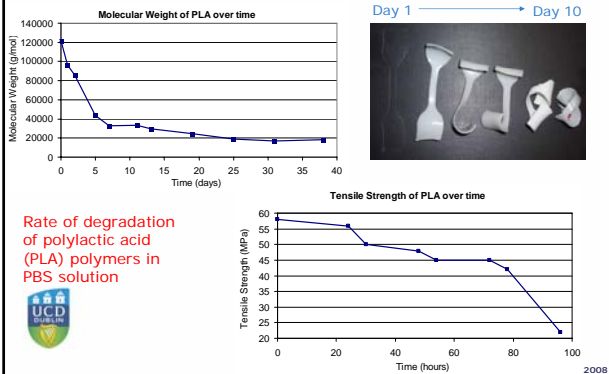 Molecular Weight of PLA over time
Molecular Weight (g/mol)
140000
120000
100000
80000
60000
40000
20000
0
0 5 10 15 20 25 30 35 40
Time (days)
Day 1 Day 10
Rate of degradation
of polylactic acid
(PLA) polymers in
PBS solution
UCD
DUBLIN
Tensile Strength of PLA over time
Tensile Strength (MPa)
60
55
50
45
40
35
30
25
20
0 20 40 60 80 100
Time (hours)
2008